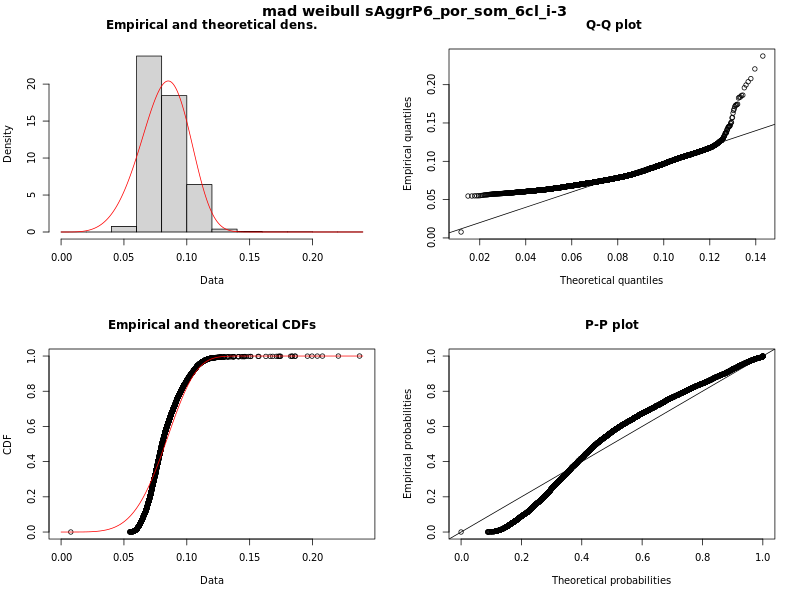 mad weibull sAggrP6_por_som_6cl_i-3
Empirical and theoretical dens.
Density
0 5 10 15 20
0.00 0.05 0.10 0.15 0.20
Data
Q-Q plot
Empirical quantiles
0.00 0.05 0.10 0.15 0.20
0.02 0.04 0.06 0.08 0.10 0.12 0.14
Theoretical quantiles
Empirical and theoretical CDFs
CDF
0.0 0.2 0.4 0.6 0.8 1.0
0.00 0.05 0.10 0.15 0.20
Data
P-P plot
Empirical probabilities
0.0 0.2 0.4 0.6 0.8 1.0
0.0 0.2 0.4 0.6 0.8 1.0
Theoretical probabilities